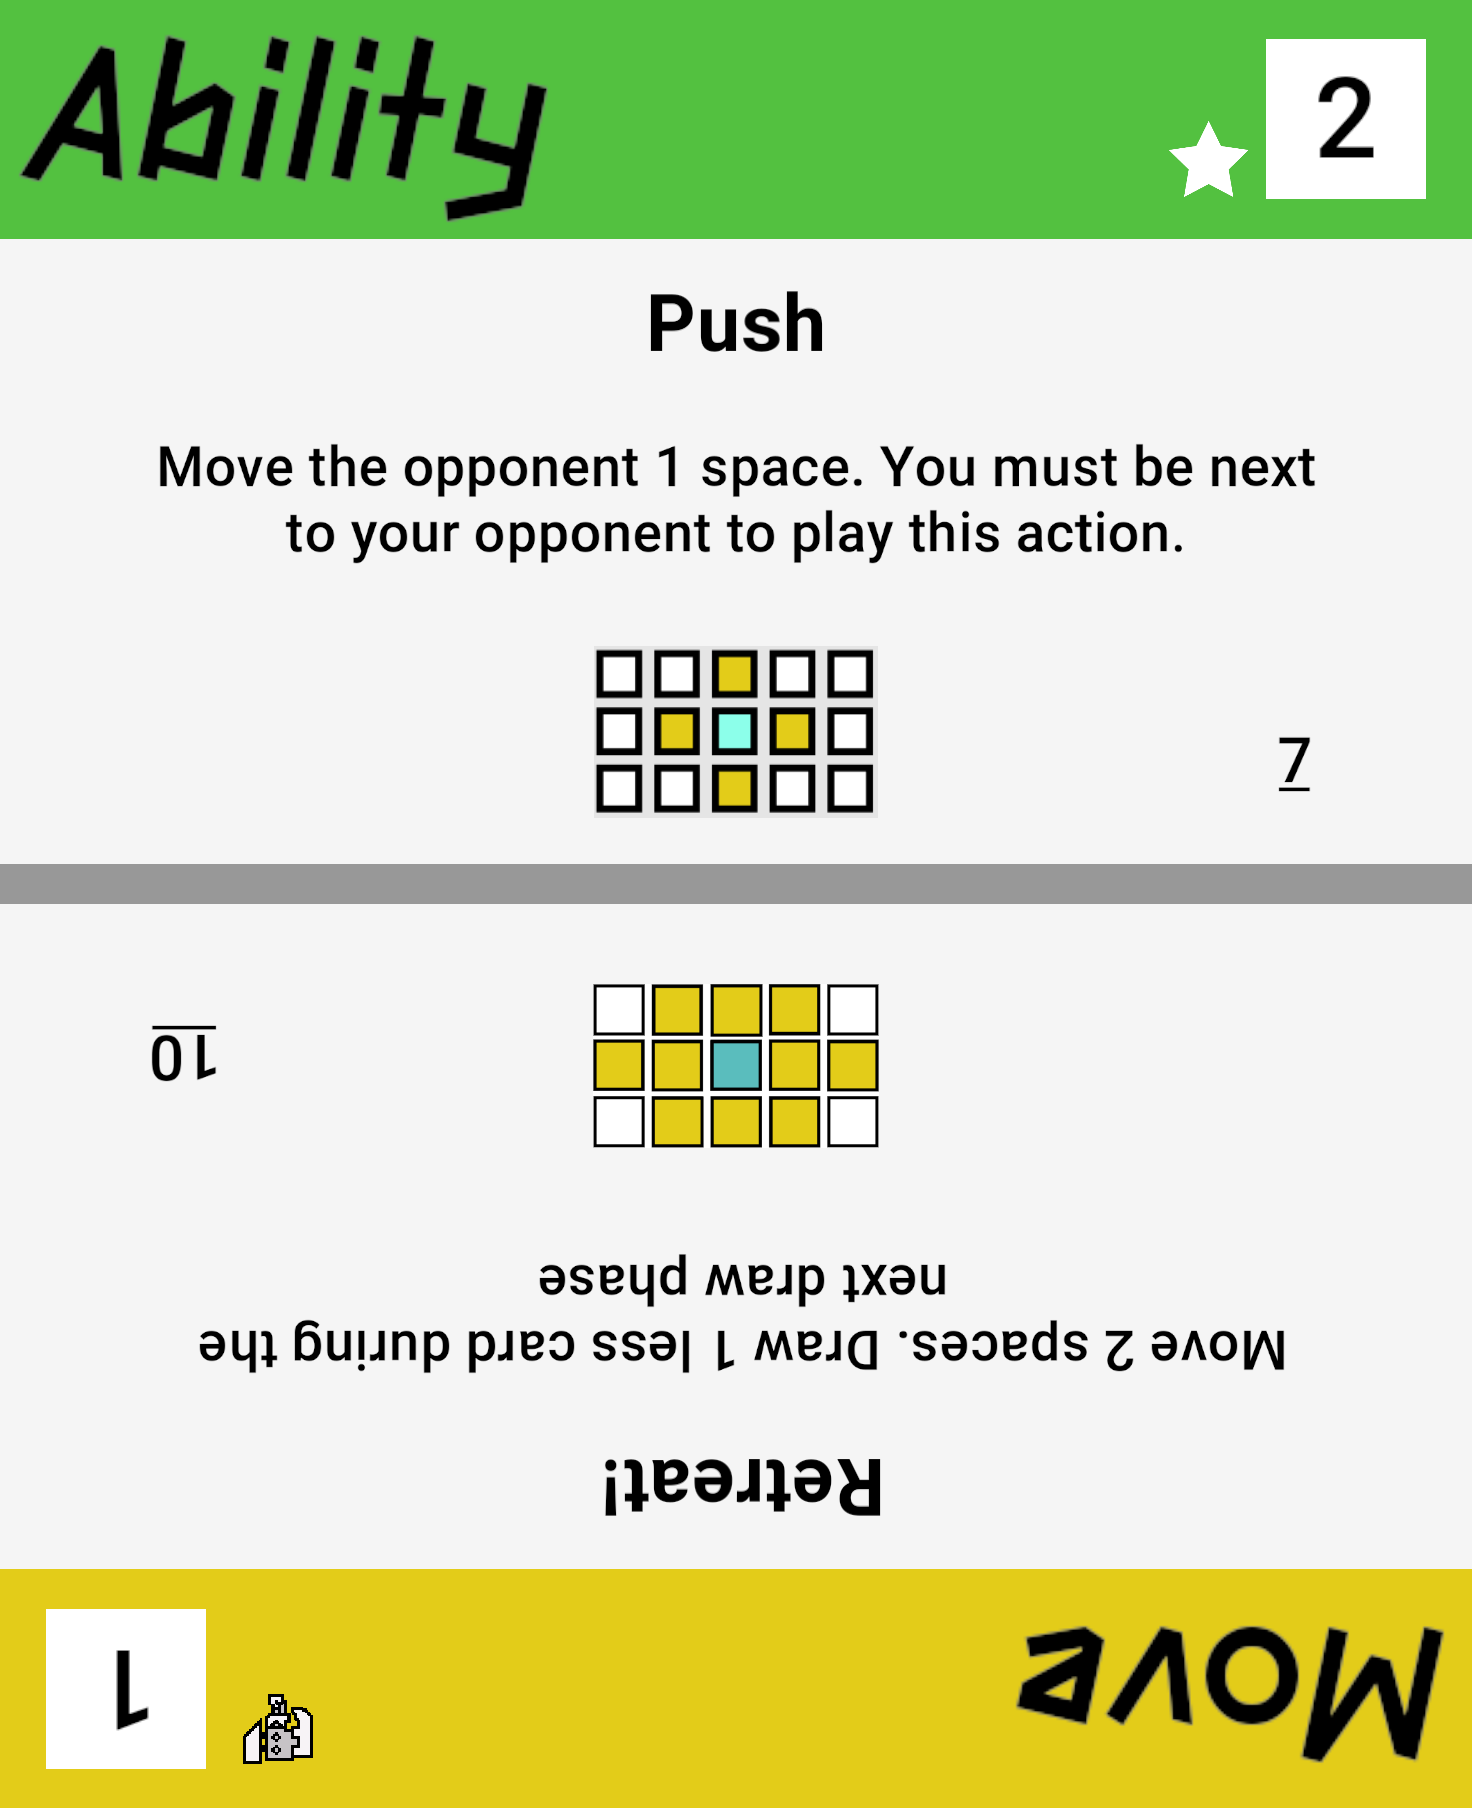 Ability
2
Push
Move the opponent 1 space. You must be next
to your opponent to play this action.
7
Move
1
Retreat!
Move 2 spaces. Draw 1 less card during the
next draw phase
10